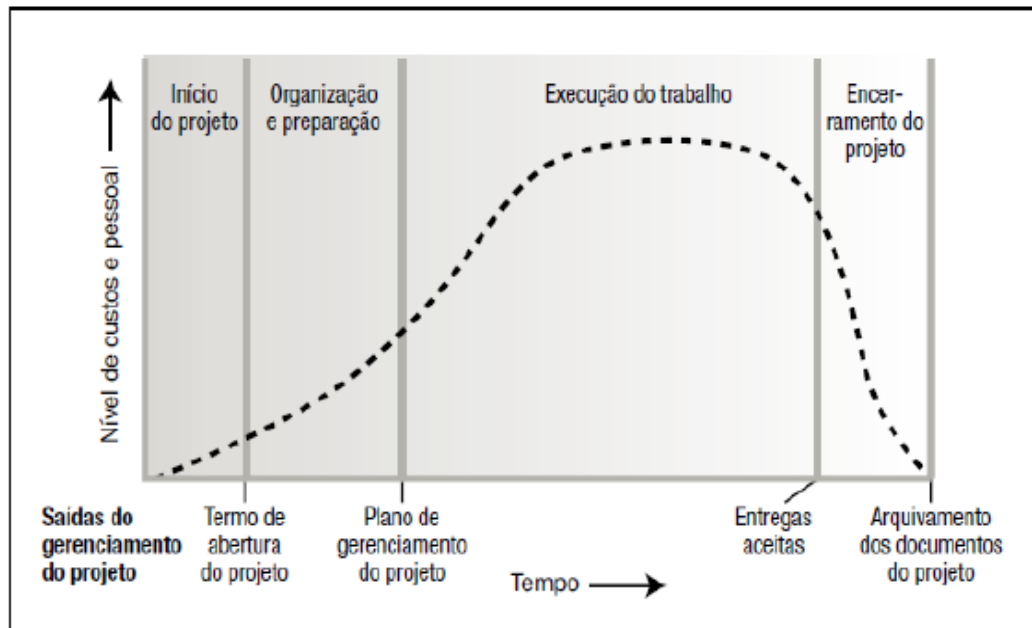 Início
do projeto
Organização
e preparação
Execução do trabalho
Encer-
ramento do
projeto
Nível de custos e pessoal
Saídas do
gerenciamento
do projeto
Termo de
abertura
do projeto
Plano de
gerenciamento
do projeto
Entregas
aceitas
Arquivamento
dos documentos
do projeto
Tempo